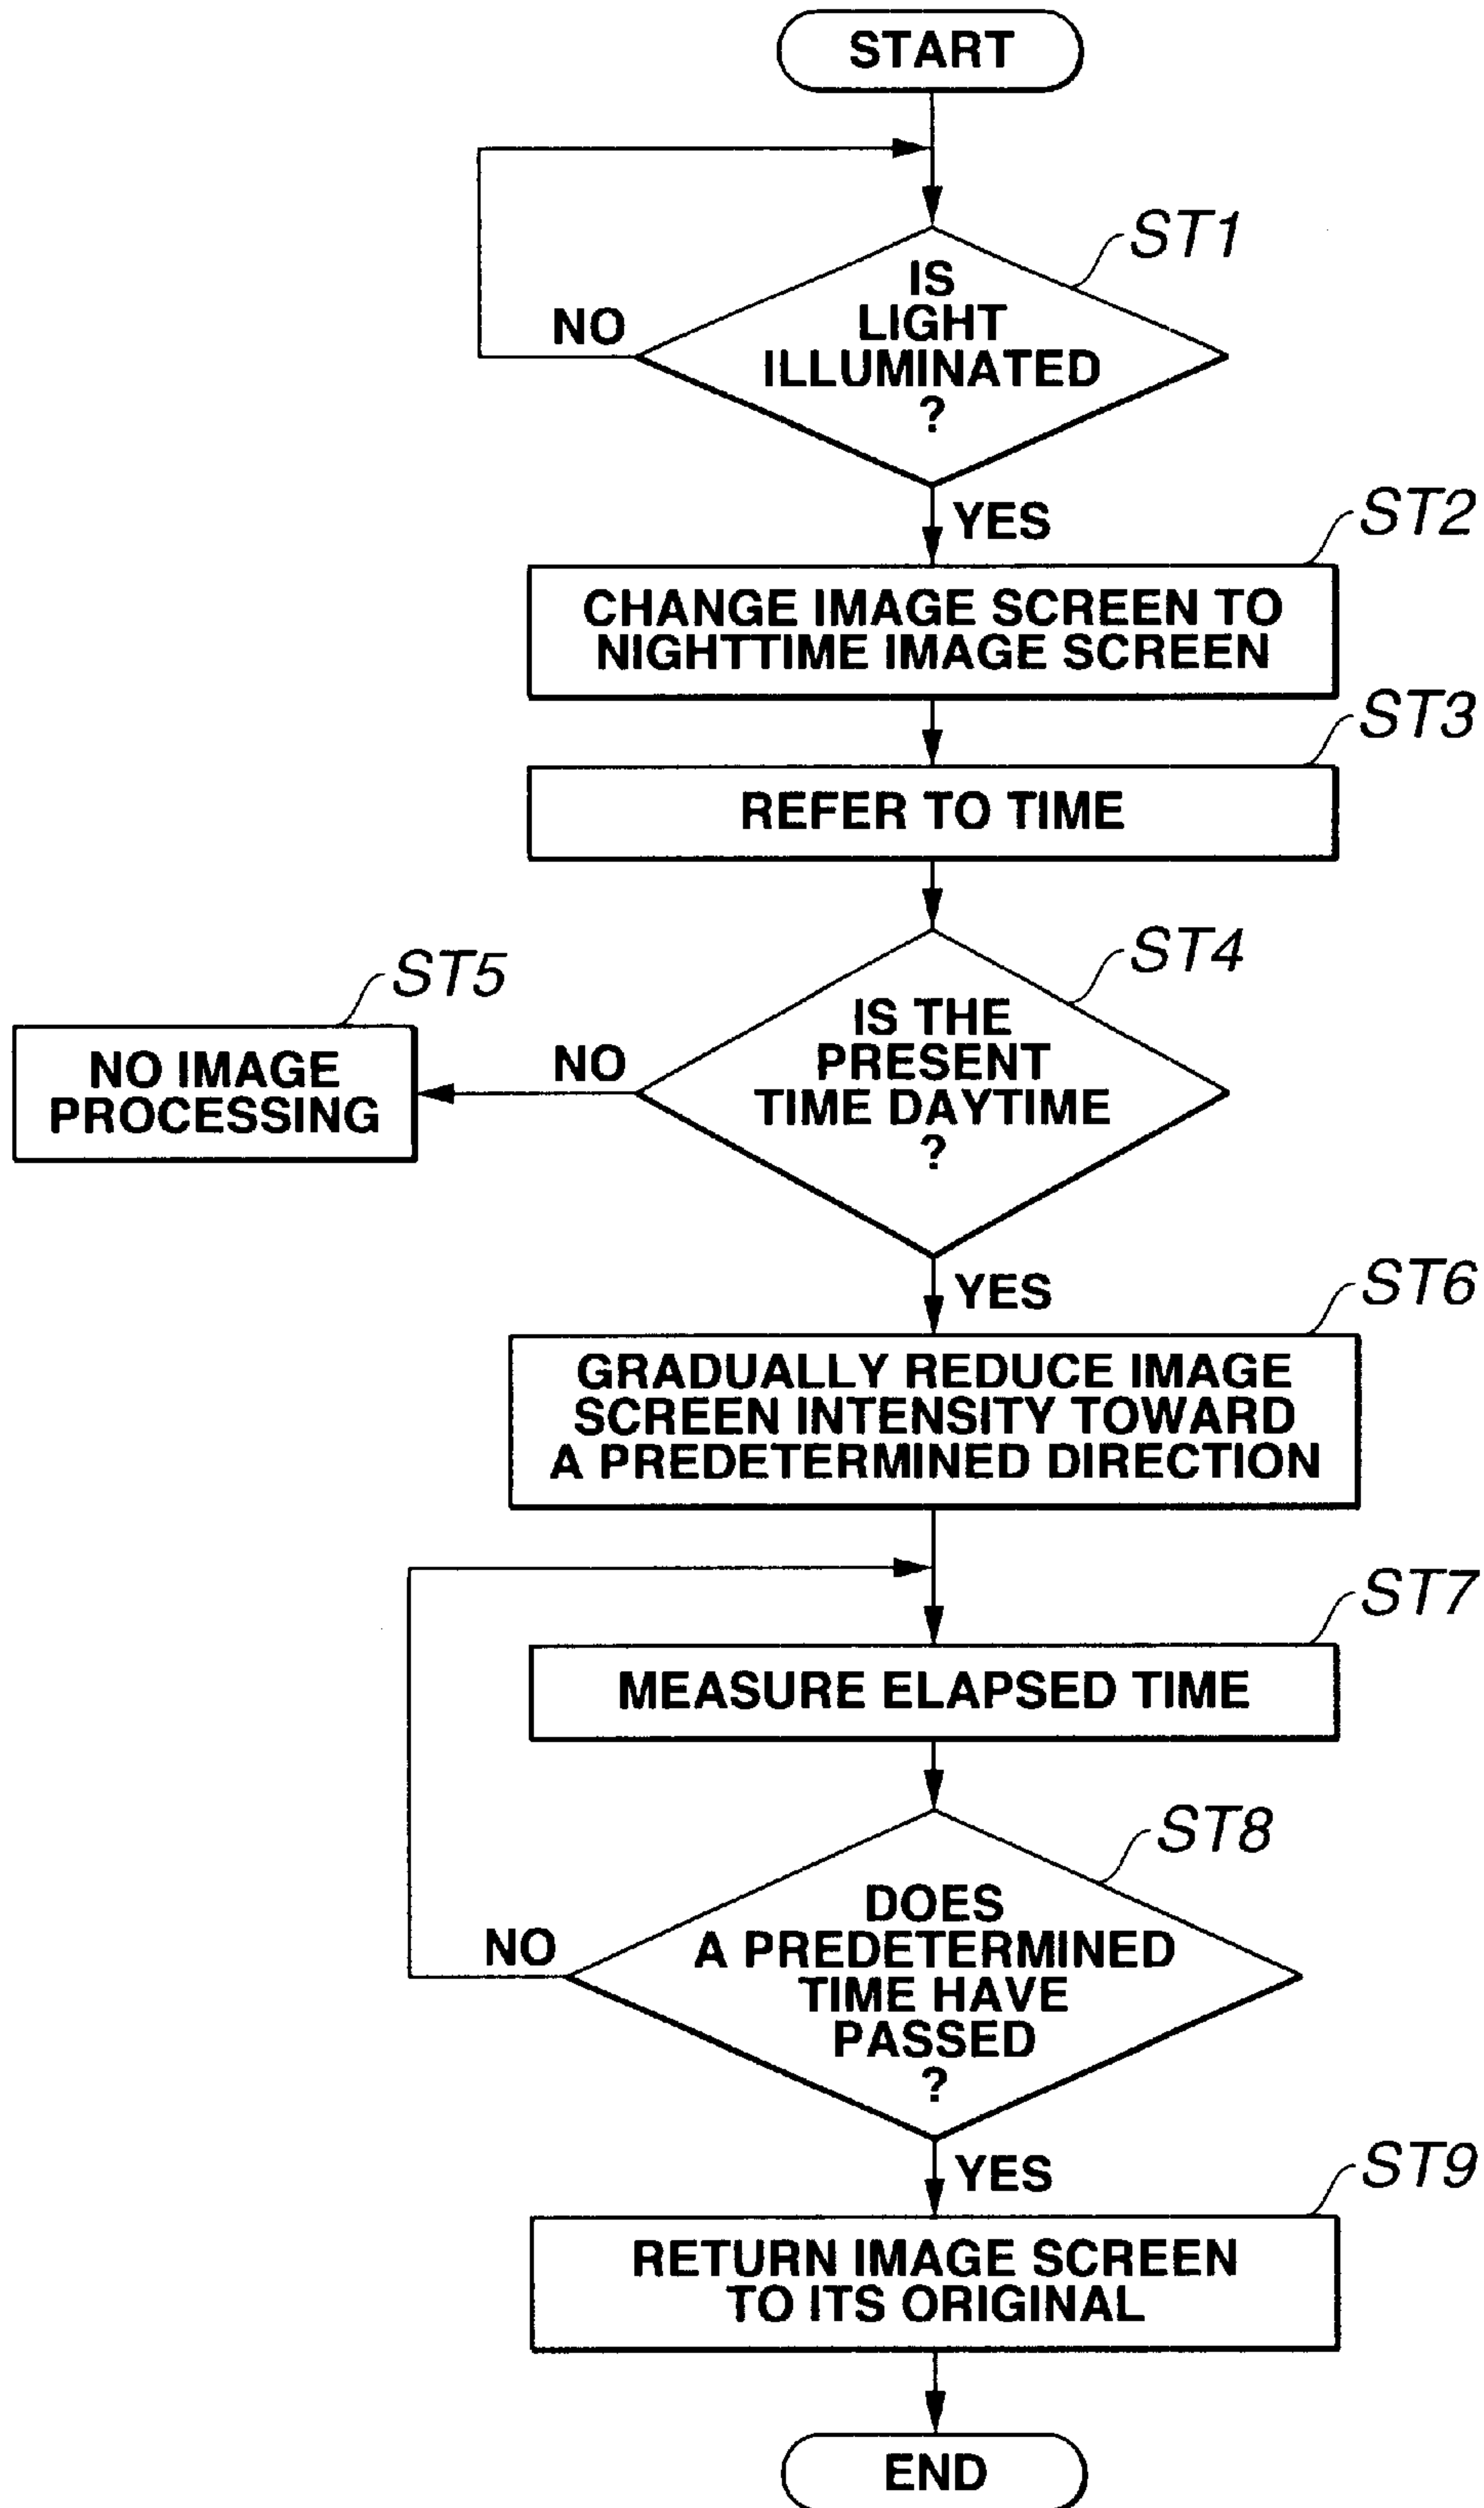 START
ST1
IS
LIGHT
ILLUMINATED
?
NO
YES
ST2
CHANGE IMAGE SCREEN TO
NIGHTTIME IMAGE SCREEN
ST3
REFER TO TIME
ST4
ST5
IS THE
PRESENT
TIME DAYTIME
?
NO
NO IMAGE
PROCESSING
YES
ST6
GRADUALLY REDUCE IMAGE
SCREEN INTENSITY TOWARD
A PREDETERMINED DIRECTION
ST7
MEASURE ELAPSED TIME
ST8
DOES
A PREDETERMINED
TIME HAVE
PASSED
?
NO
YES
ST9
RETURN IMAGE SCREEN
TO ITS ORIGINAL
END